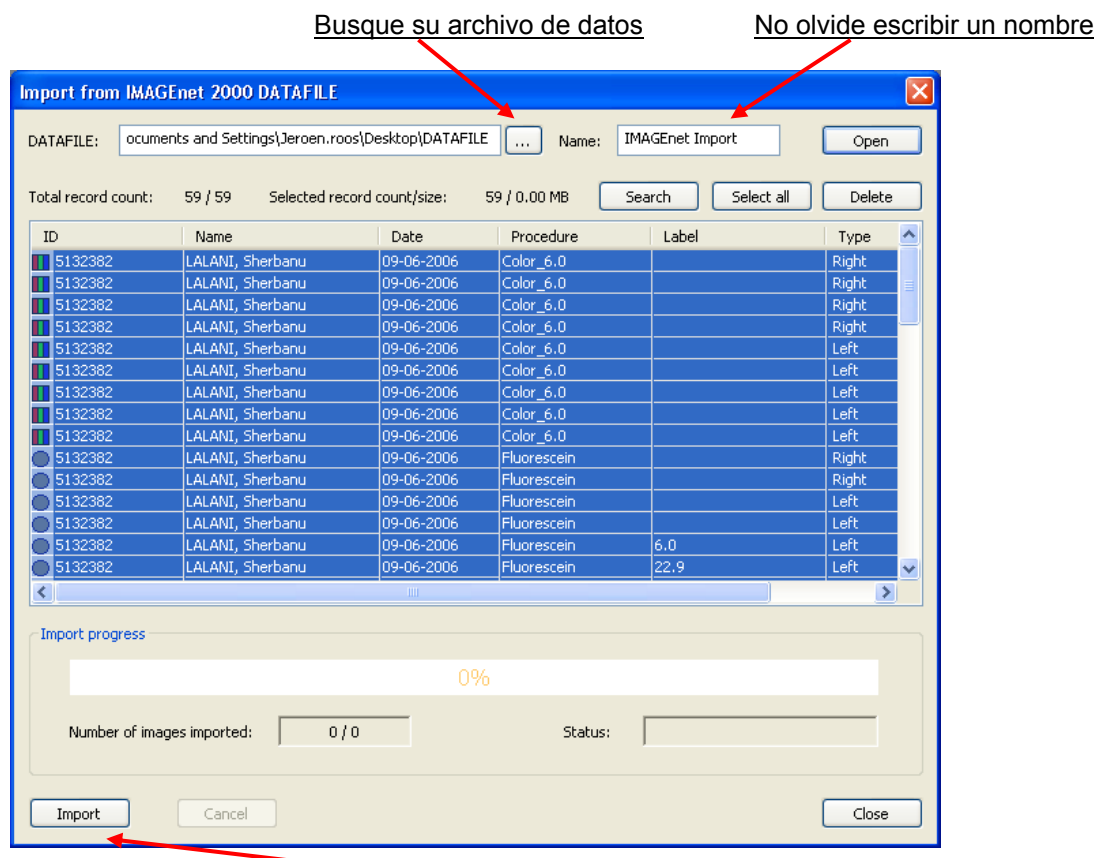 Busque su archivo de datos No olvide escribir un nombre
Import from IMAGEnet 2000 DATAFILE
DATAFILE: ocuments and Settings\Jeroen.roos\Desktop\DATAFILE ... Name: IMAGEnet Import Open
Total record count: 59 / 59 Selected record count/size: 59 / 0.00 MB Search Select all Delete
ID Name Date Procedure Label Type
5132382 LALANI, Sherbanu 09-06-2006 Color_6.0 Right
5132382 LALANI, Sherbanu 09-06-2006 Color_6.0 Right
5132382 LALANI, Sherbanu 09-06-2006 Color_6.0 Right
5132382 LALANI, Sherbanu 09-06-2006 Color_6.0 Right
5132382 LALANI, Sherbanu 09-06-2006 Color_6.0 Left
5132382 LALANI, Sherbanu 09-06-2006 Color_6.0 Left
5132382 LALANI, Sherbanu 09-06-2006 Color_6.0 Left
5132382 LALANI, Sherbanu 09-06-2006 Color_6.0 Left
5132382 LALANI, Sherbanu 09-06-2006 Color_6.0 Left
5132382 LALANI, Sherbanu 09-06-2006 Fluorescein Right
5132382 LALANI, Sherbanu 09-06-2006 Fluorescein Right
5132382 LALANI, Sherbanu 09-06-2006 Fluorescein Left
5132382 LALANI, Sherbanu 09-06-2006 Fluorescein Left
5132382 LALANI, Sherbanu 09-06-2006 Fluorescein 6.0 Left
5132382 LALANI, Sherbanu 09-06-2006 Fluorescein 22.9 Left
Import progress
0%
Number of images imported: 0 / 0 Status:
Import Cancel Close